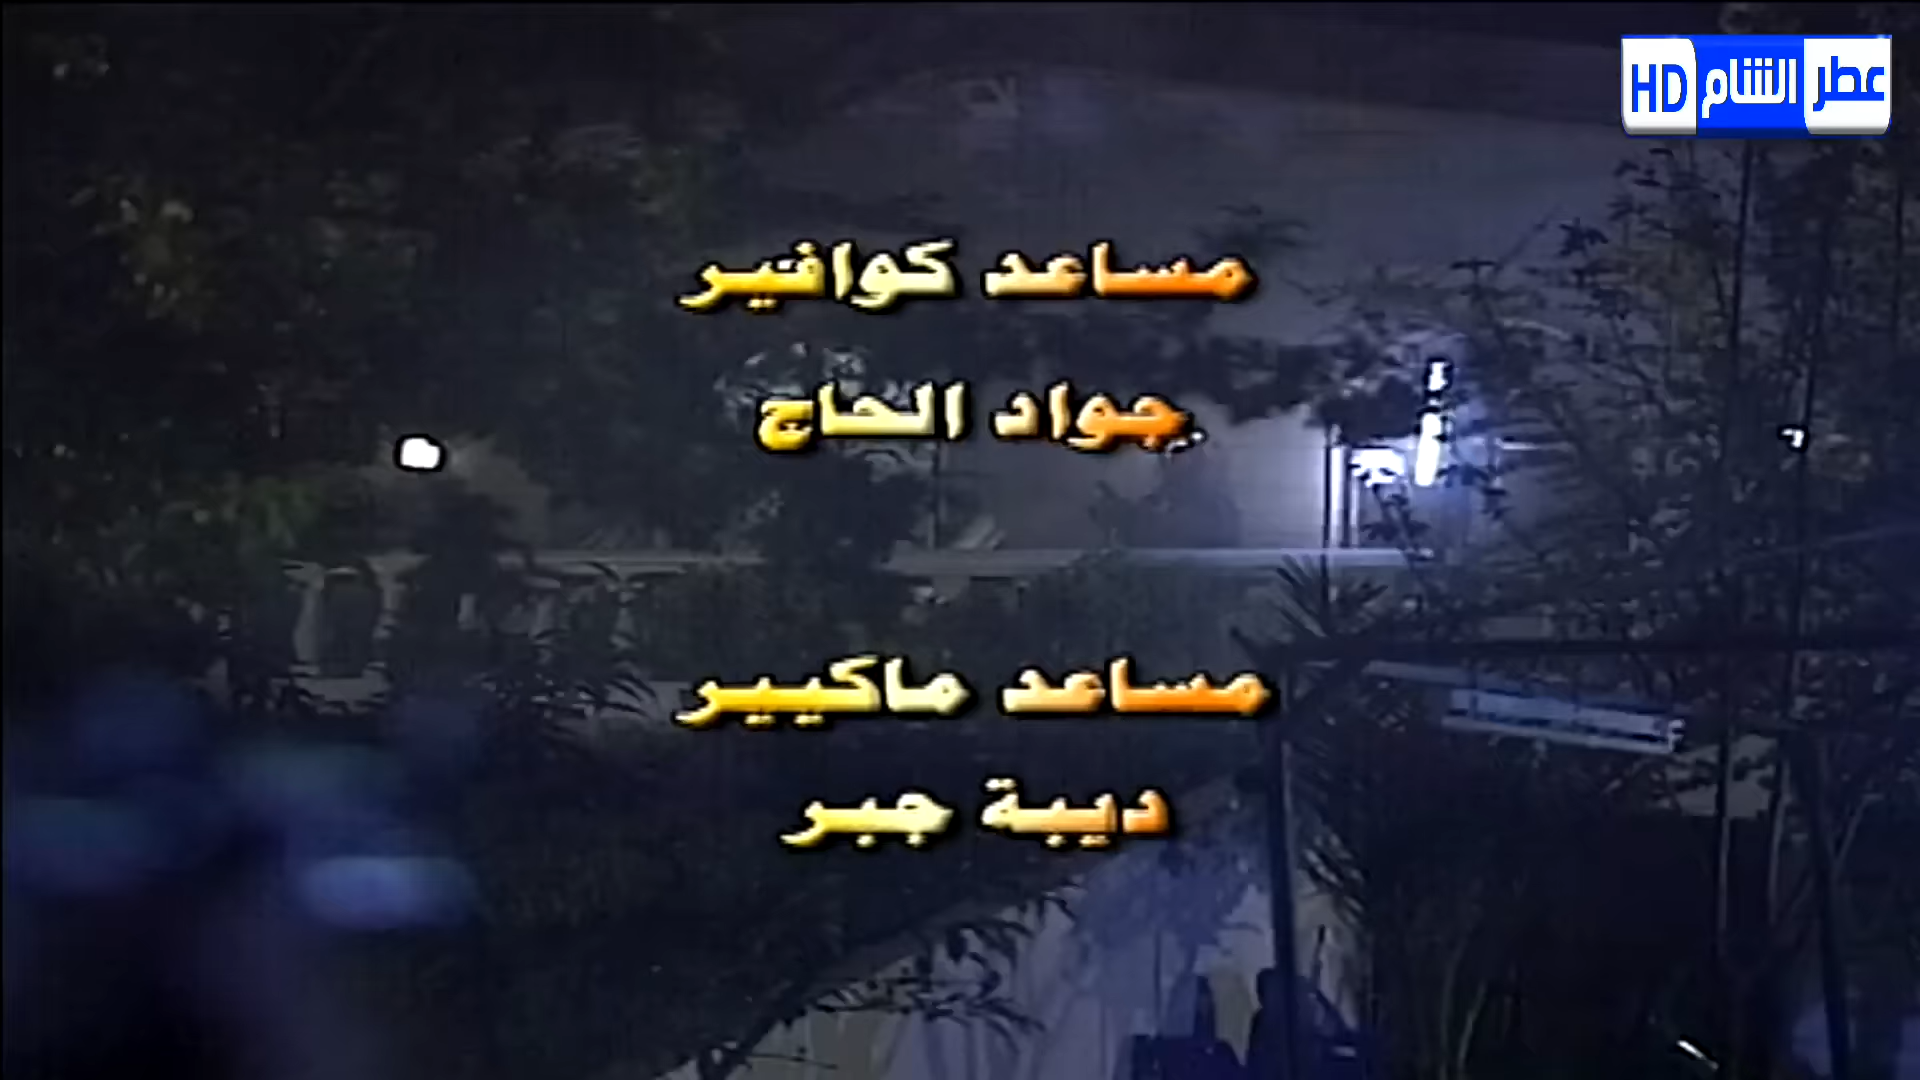 عطر الشام HD
مساعد كوافير
جواد الحاج
مساعد ماكيير
ديبة جبر